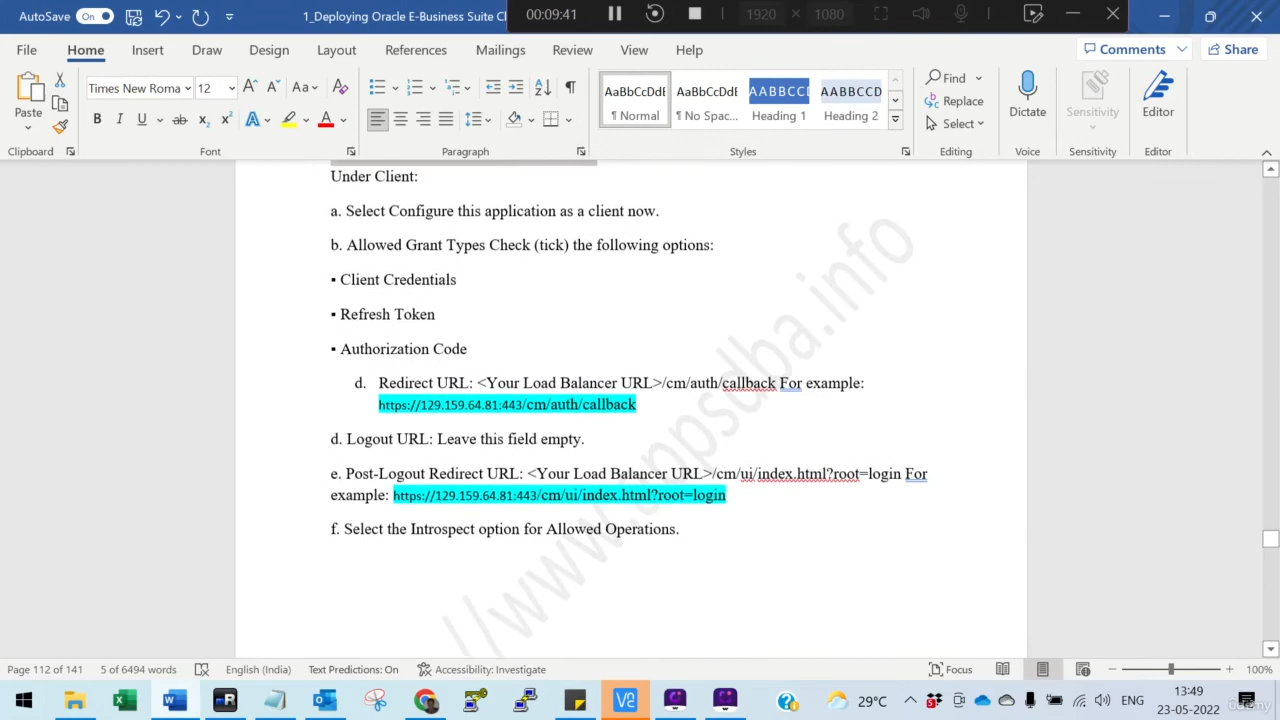 AutoSave On 1_Deploying Oracle E-Business Suite Cl 00:09:41 1920 1080
File Home Insert Draw Design Layout References Mailings Review View Help Comments Share
Times New Roma 12 Aa
AaBbCcDdE AaBbCcDdE AABBCCD AABBCCD
Find
Replace
Select
Paste
¶ Normal ¶ No Spac... Heading 1 Heading 2
Dictate Sensitivity Editor
Clipboard Font Paragraph Styles Editing Voice Sensitivity Editor
Under Client:
a. Select Configure this application as a client now.
b. Allowed Grant Types Check (tick) the following options:
▪ Client Credentials
▪ Refresh Token
▪ Authorization Code
d. Redirect URL: <Your Load Balancer URL>/cm/auth/callback For example:
https://129.159.64.81:443/cm/auth/callback
d. Logout URL: Leave this field empty.
e. Post-Logout Redirect URL: <Your Load Balancer URL>/cm/ui/index.html?root=login For
example: https://129.159.64.81:443/cm/ui/index.html?root=login
f. Select the Introspect option for Allowed Operations.
Page 112 of 141 5 of 6494 words English (India) Text Predictions: On Accessibility: Investigate Focus 100%
29°C ENG 13:49
23-05-2022
udemy